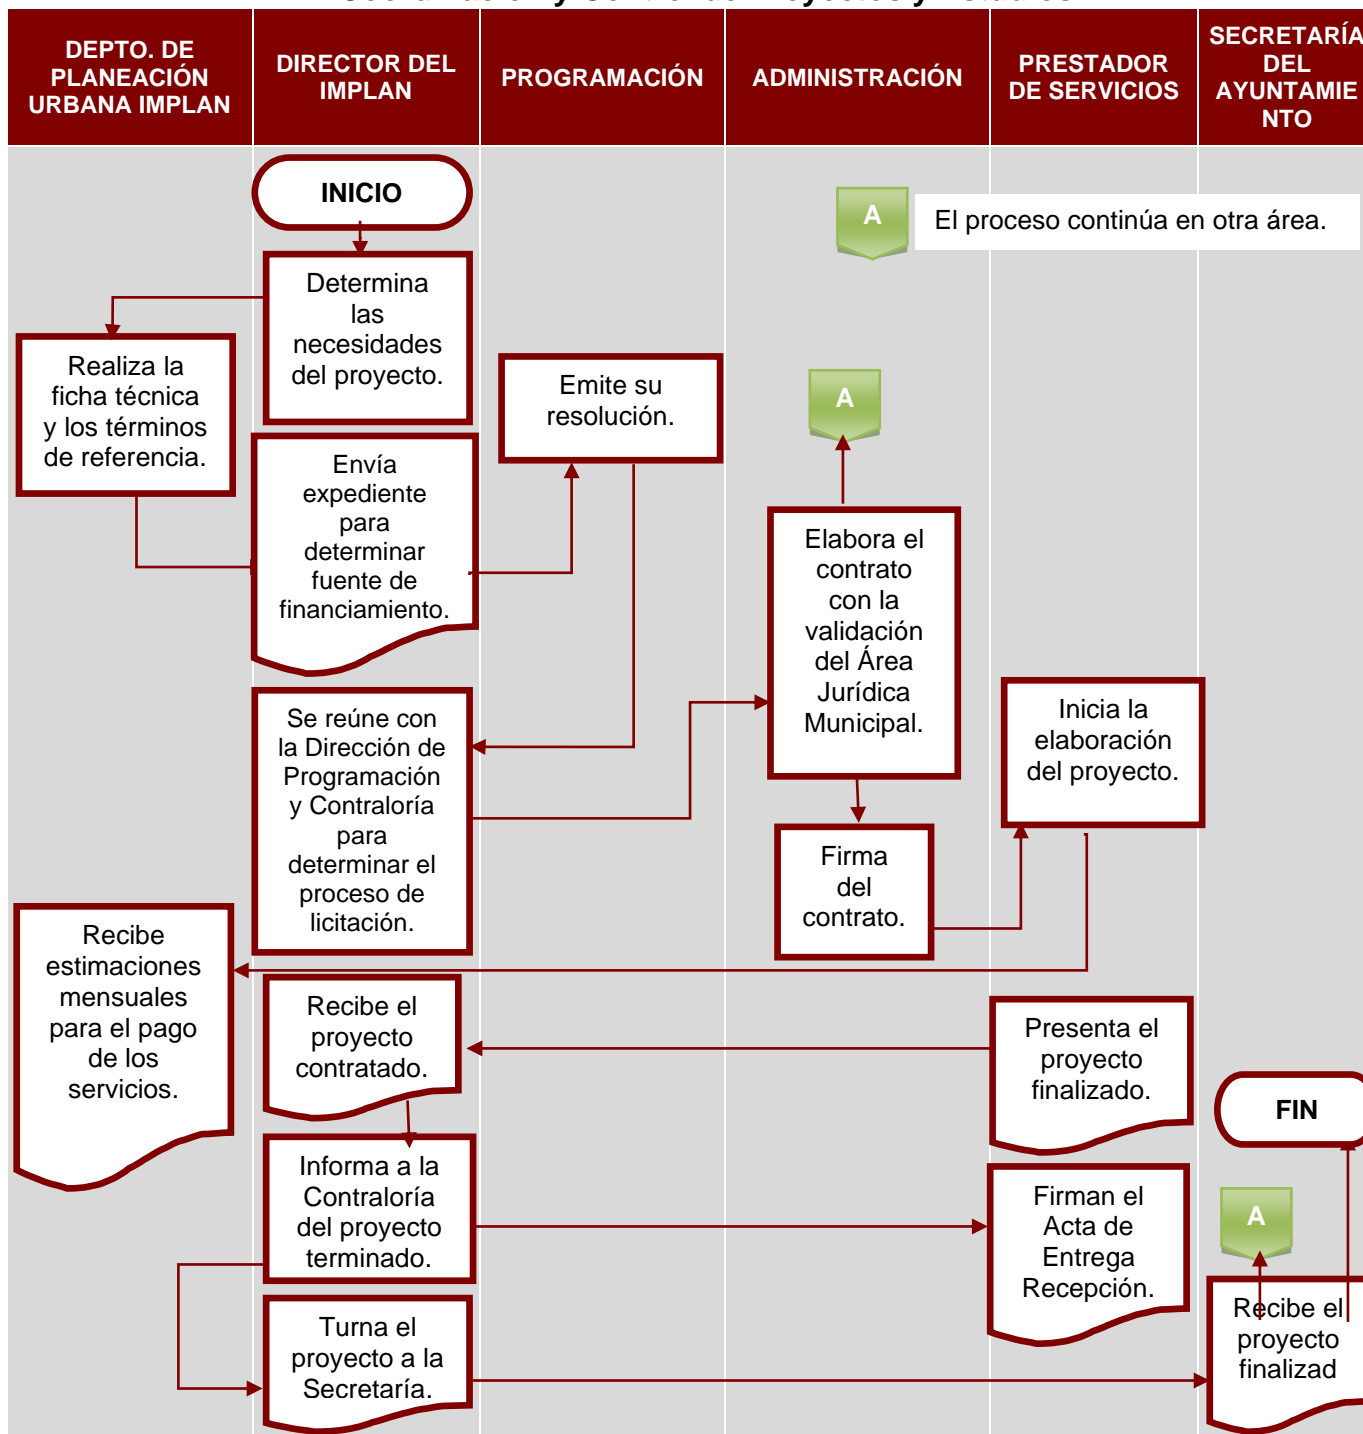 DEPTO. DE
PLANEACIÓN
URBANA IMPLAN
DIRECTOR DEL
IMPLAN
PROGRAMACIÓN
ADMINISTRACIÓN
PRESTADOR
DE SERVICIOS
SECRETARÍA
DEL
AYUNTAMIE
NTO
INICIO
A
El proceso continúa en otra área.
Determina
las
necesidades
del proyecto.
Realiza la
ficha técnica
y los términos
de referencia.
Emite su
resolución.
A
Envía
expediente
para
determinar
fuente de
financiamiento.
Elabora el
contrato
con la
validación
del Área
Jurídica
Municipal.
Se reúne con
la Dirección de
Programación
y Contraloría
para
determinar el
proceso de
licitación.
Inicia la
elaboración
del proyecto.
Firma
del
contrato.
Recibe
estimaciones
mensuales
para el pago
de los
servicios.
Recibe el
proyecto
contratado.
Presenta el
proyecto
finalizado.
FIN
Informa a la
Contraloría
del proyecto
terminado.
Firman el
Acta de
Entrega
Recepción.
A
Turna el
proyecto a la
Secretaría.
Recibe el
proyecto
finalizad